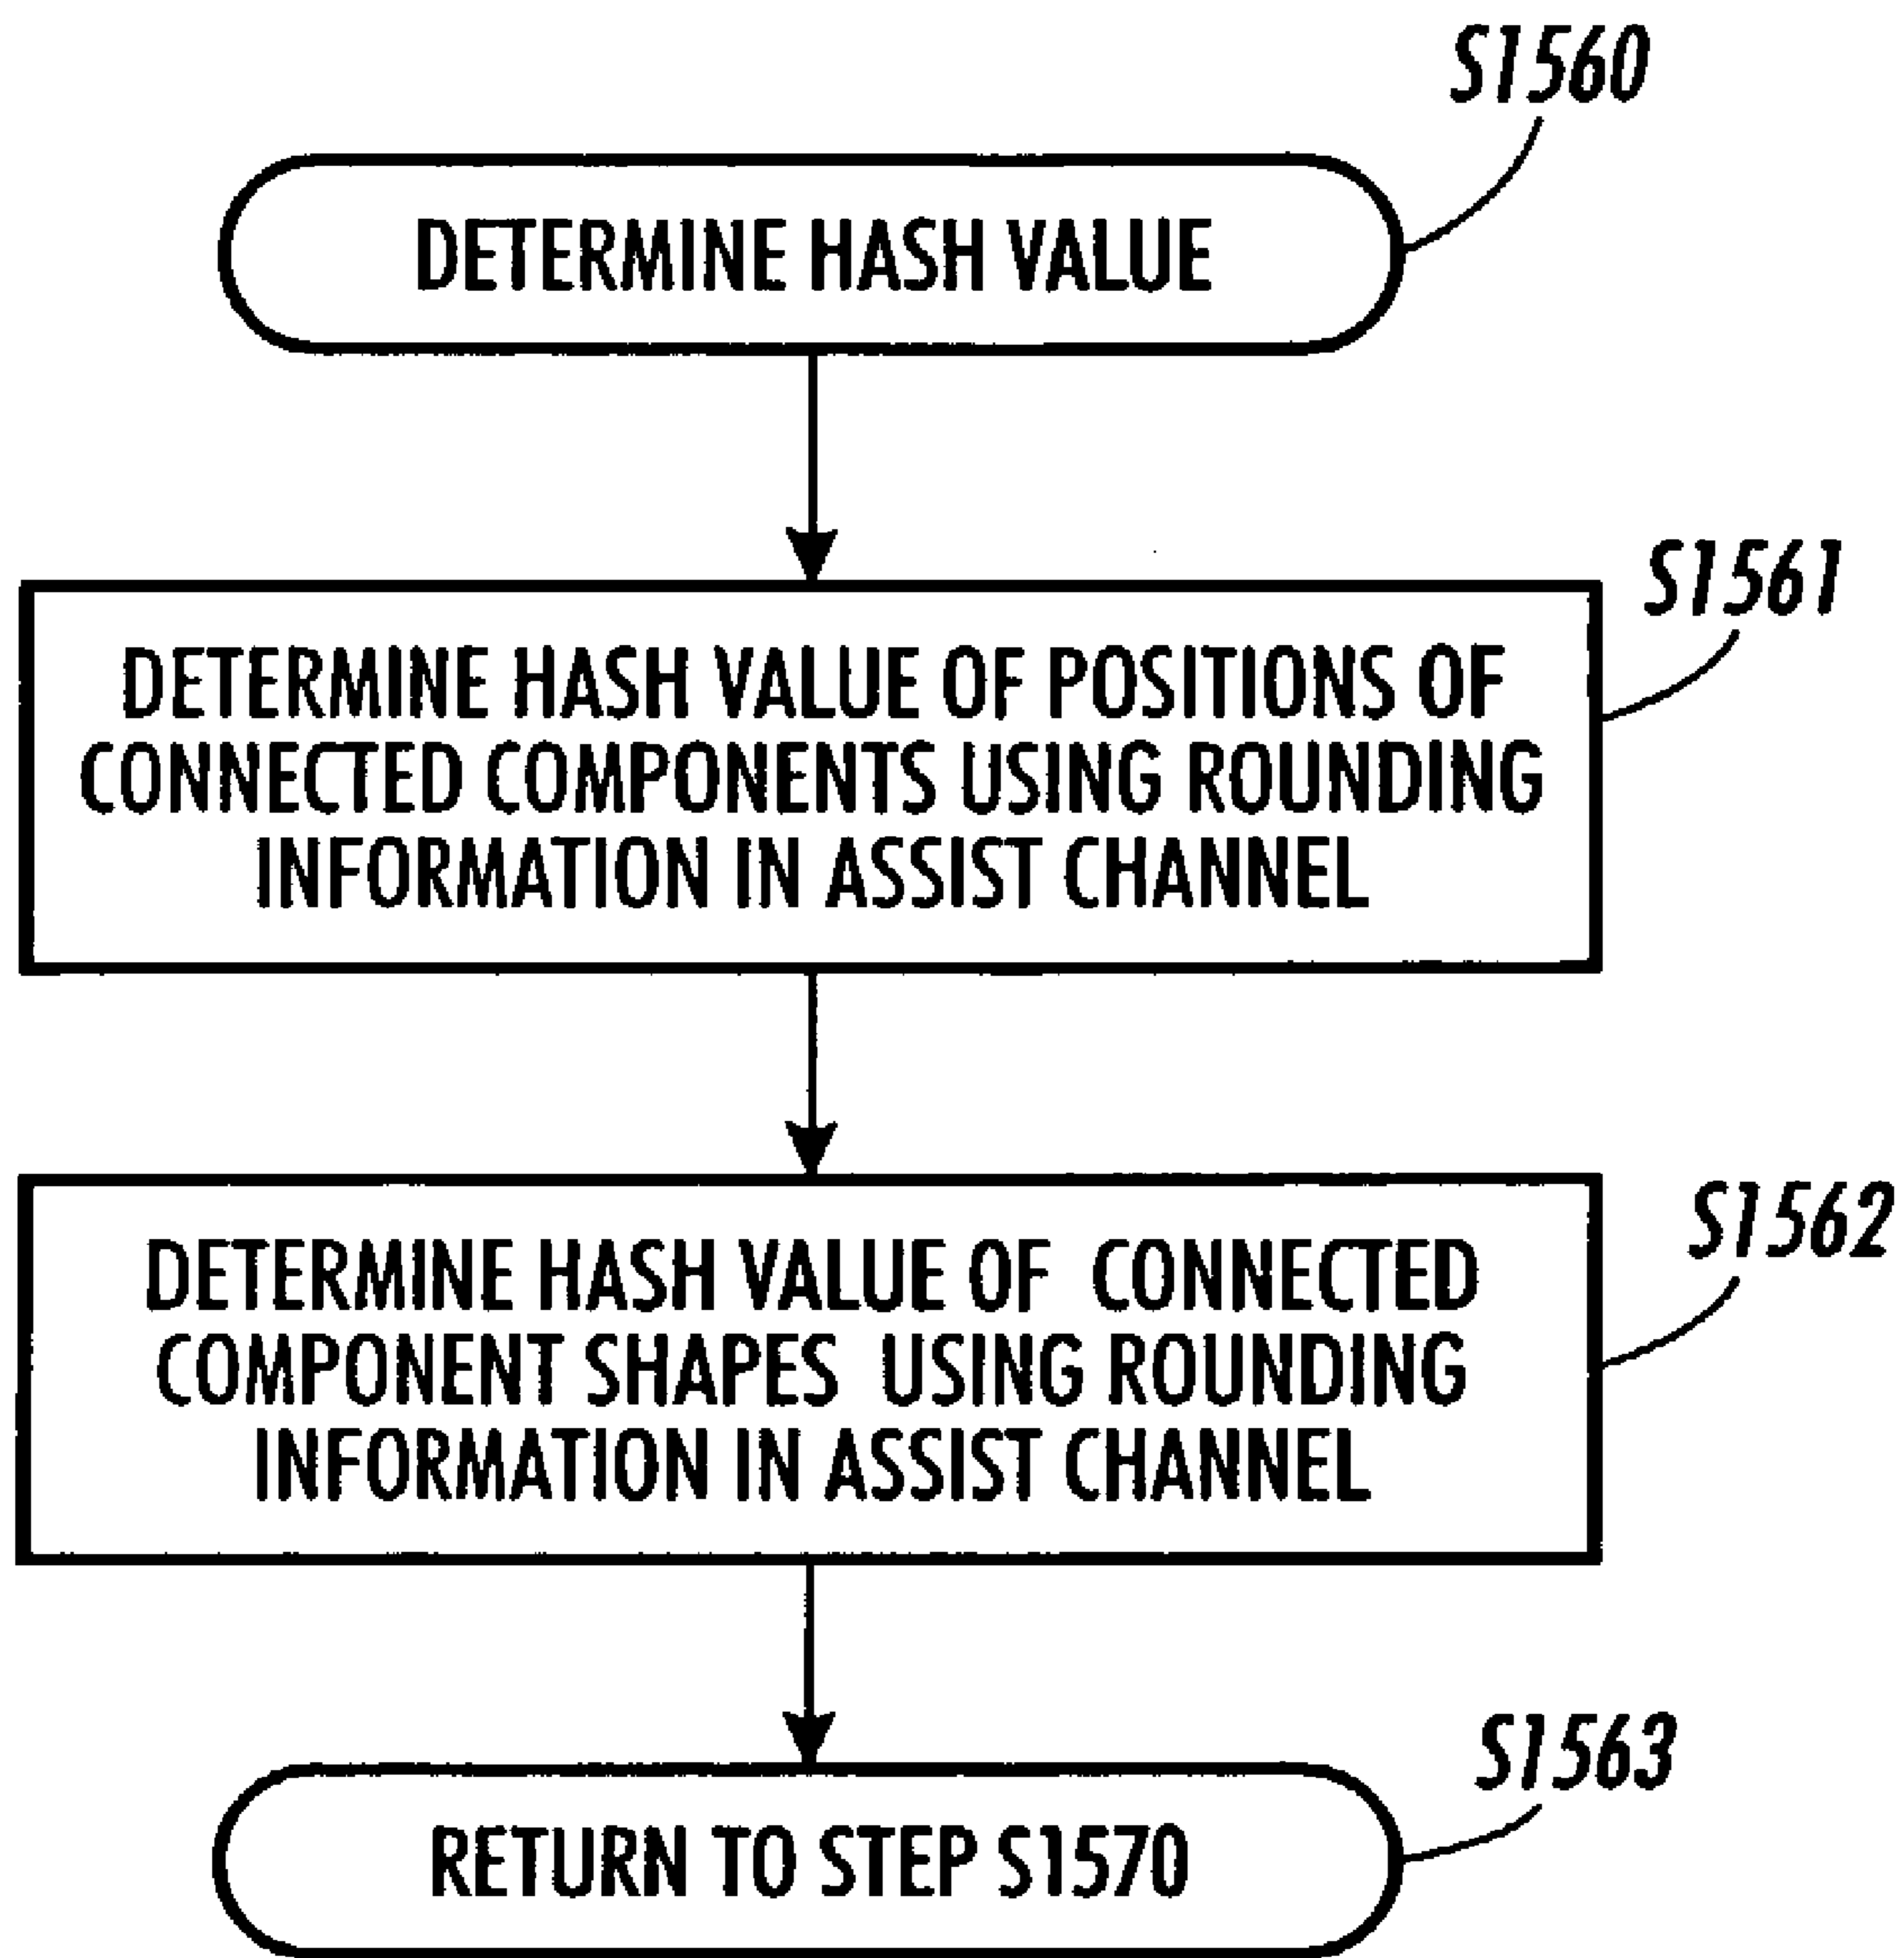 S1560
DETERMINE HASH VALUE
S1561
DETERMINE HASH VALUE OF POSITIONS OF
CONNECTED COMPONENTS USING ROUNDING
INFORMATION IN ASSIST CHANNEL
S1562
DETERMINE HASH VALUE OF CONNECTED
COMPONENT SHAPES USING ROUNDING
INFORMATION IN ASSIST CHANNEL
S1563
RETURN TO STEP S1570